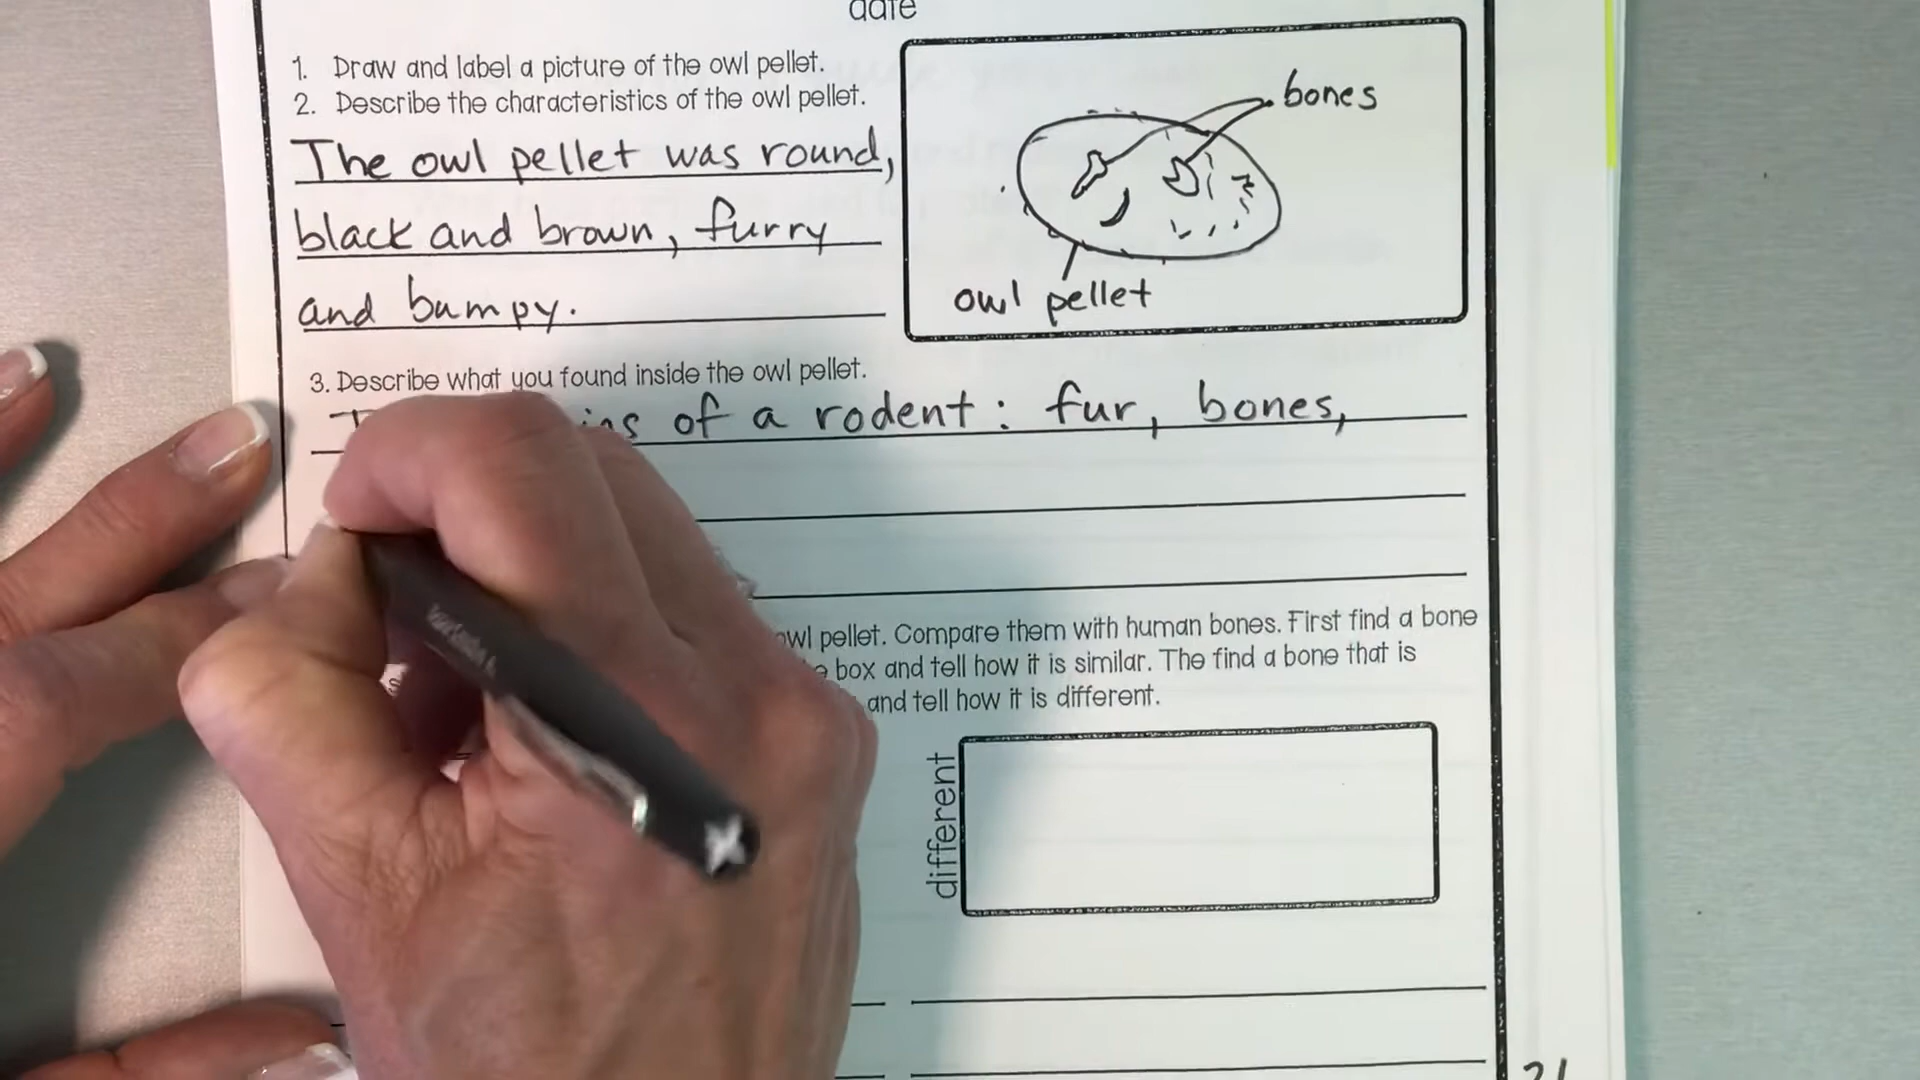 date
1. Draw and label a picture of the owl pellet.
2. Describe the characteristics of the owl pellet.
The owl pellet was round,
black and brown, furry
and bumpy.
bones
owl pellet
3. Describe what you found inside the owl pellet.
of a rodent: fur, bones,
owl pellet. Compare them with human bones. First find a bone
box and tell how it is similar. The find a bone that is
and tell how it is different.
different